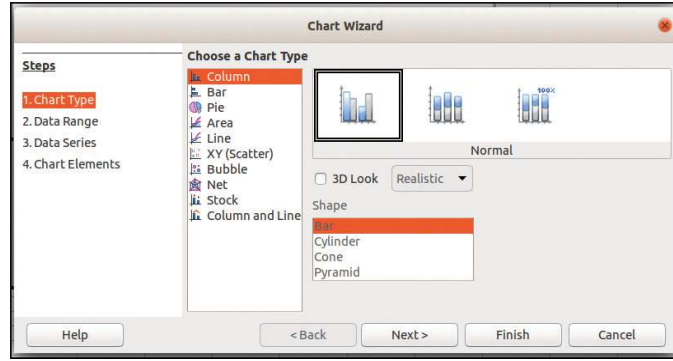 Chart Wizard
Steps
1. Chart Type
2. Data Range
3. Data Series
4. Chart Elements
Choose a Chart Type
Column
Bar
Pie
Area
Line
XY (Scatter)
Bubble
Net
Stock
Column and Line
100%
Normal
3D Look
Realistic
Shape
Bar
Cylinder
Cone
Pyramid
Help
< Back
Next >
Finish
Cancel